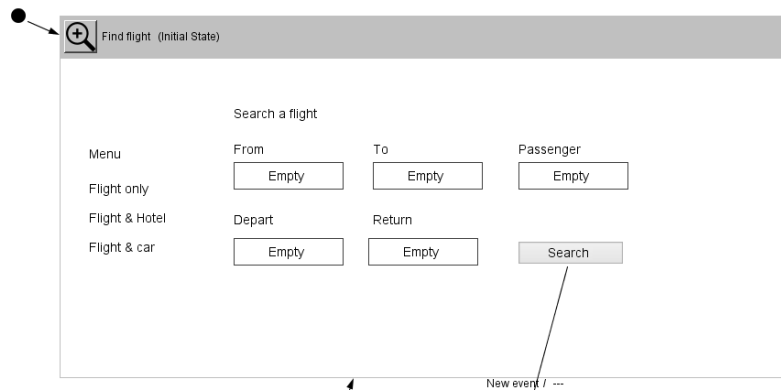 Find flight (Initial State)
Search a flight
Menu
Flight only
Flight & Hotel
Flight & car
From To Passenger
Empty Empty Empty
Depart Return
Empty Empty Search
New event / ---